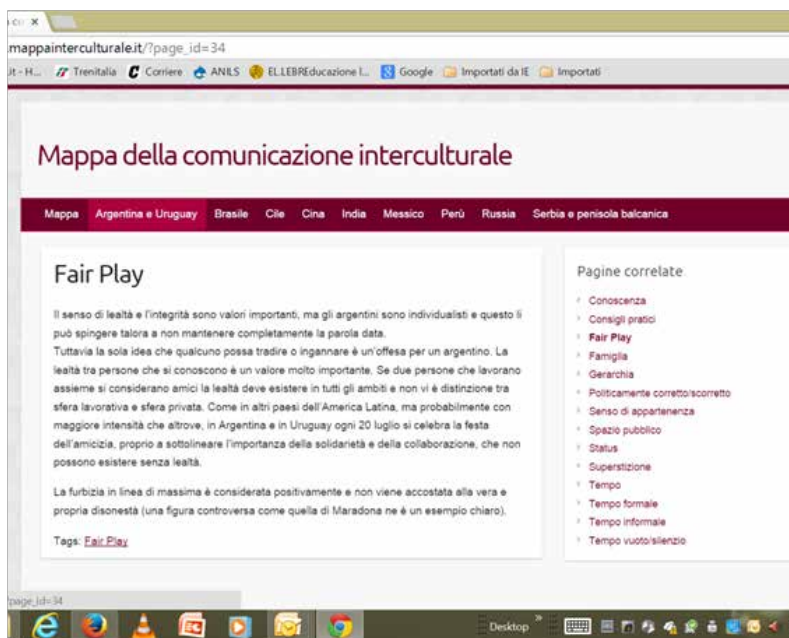 .mappainterculturale.it/?page_id=34
.it - H... Trenitalia Corriere ANILS EL.LEBREducazione l... Google Importati da IE Importati
Mappa della comunicazione interculturale
Mappa Argentina e Uruguay Brasile Cile Cina India Messico Perù Russia Serbia e penisola balcanica
Fair Play
Il senso di lealtà e l'integrità sono valori importanti, ma gli argentini sono individualisti e questo li
può spingere talora a non mantenere completamente la parola data.
Tuttavia la sola idea che qualcuno possa tradire o ingannare è un'offesa per un argentino. La
lealtà tra persone che si conoscono è un valore molto importante. Se due persone che lavorano
assieme si considerano amici la lealtà deve esistere in tutti gli ambiti e non vi è distinzione tra
sfera lavorativa e sfera privata. Come in altri paesi dell'America Latina, ma probabilmente con
maggiore intensità che altrove, in Argentina e in Uruguay ogni 20 luglio si celebra la festa
dell'amicizia, proprio a sottolineare l'importanza della solidarietà e della collaborazione, che non
possono esistere senza lealtà.
La furbizia in linea di massima è considerata positivamente e non viene accostata alla vera e
propria disonestà (una figura controversa come quella di Maradona ne è un esempio chiaro).
Tags: Fair Play
Pagine correlate
Conoscenza
Consigli pratici
Fair Play
Famiglia
Gerarchia
Politicamente corretto/scorretto
Senso di appartenenza
Spazio pubblico
Status
Superstizione
Tempo
Tempo formale
Tempo informale
Tempo vuoto/silenzio
?page_id=34
Desktop